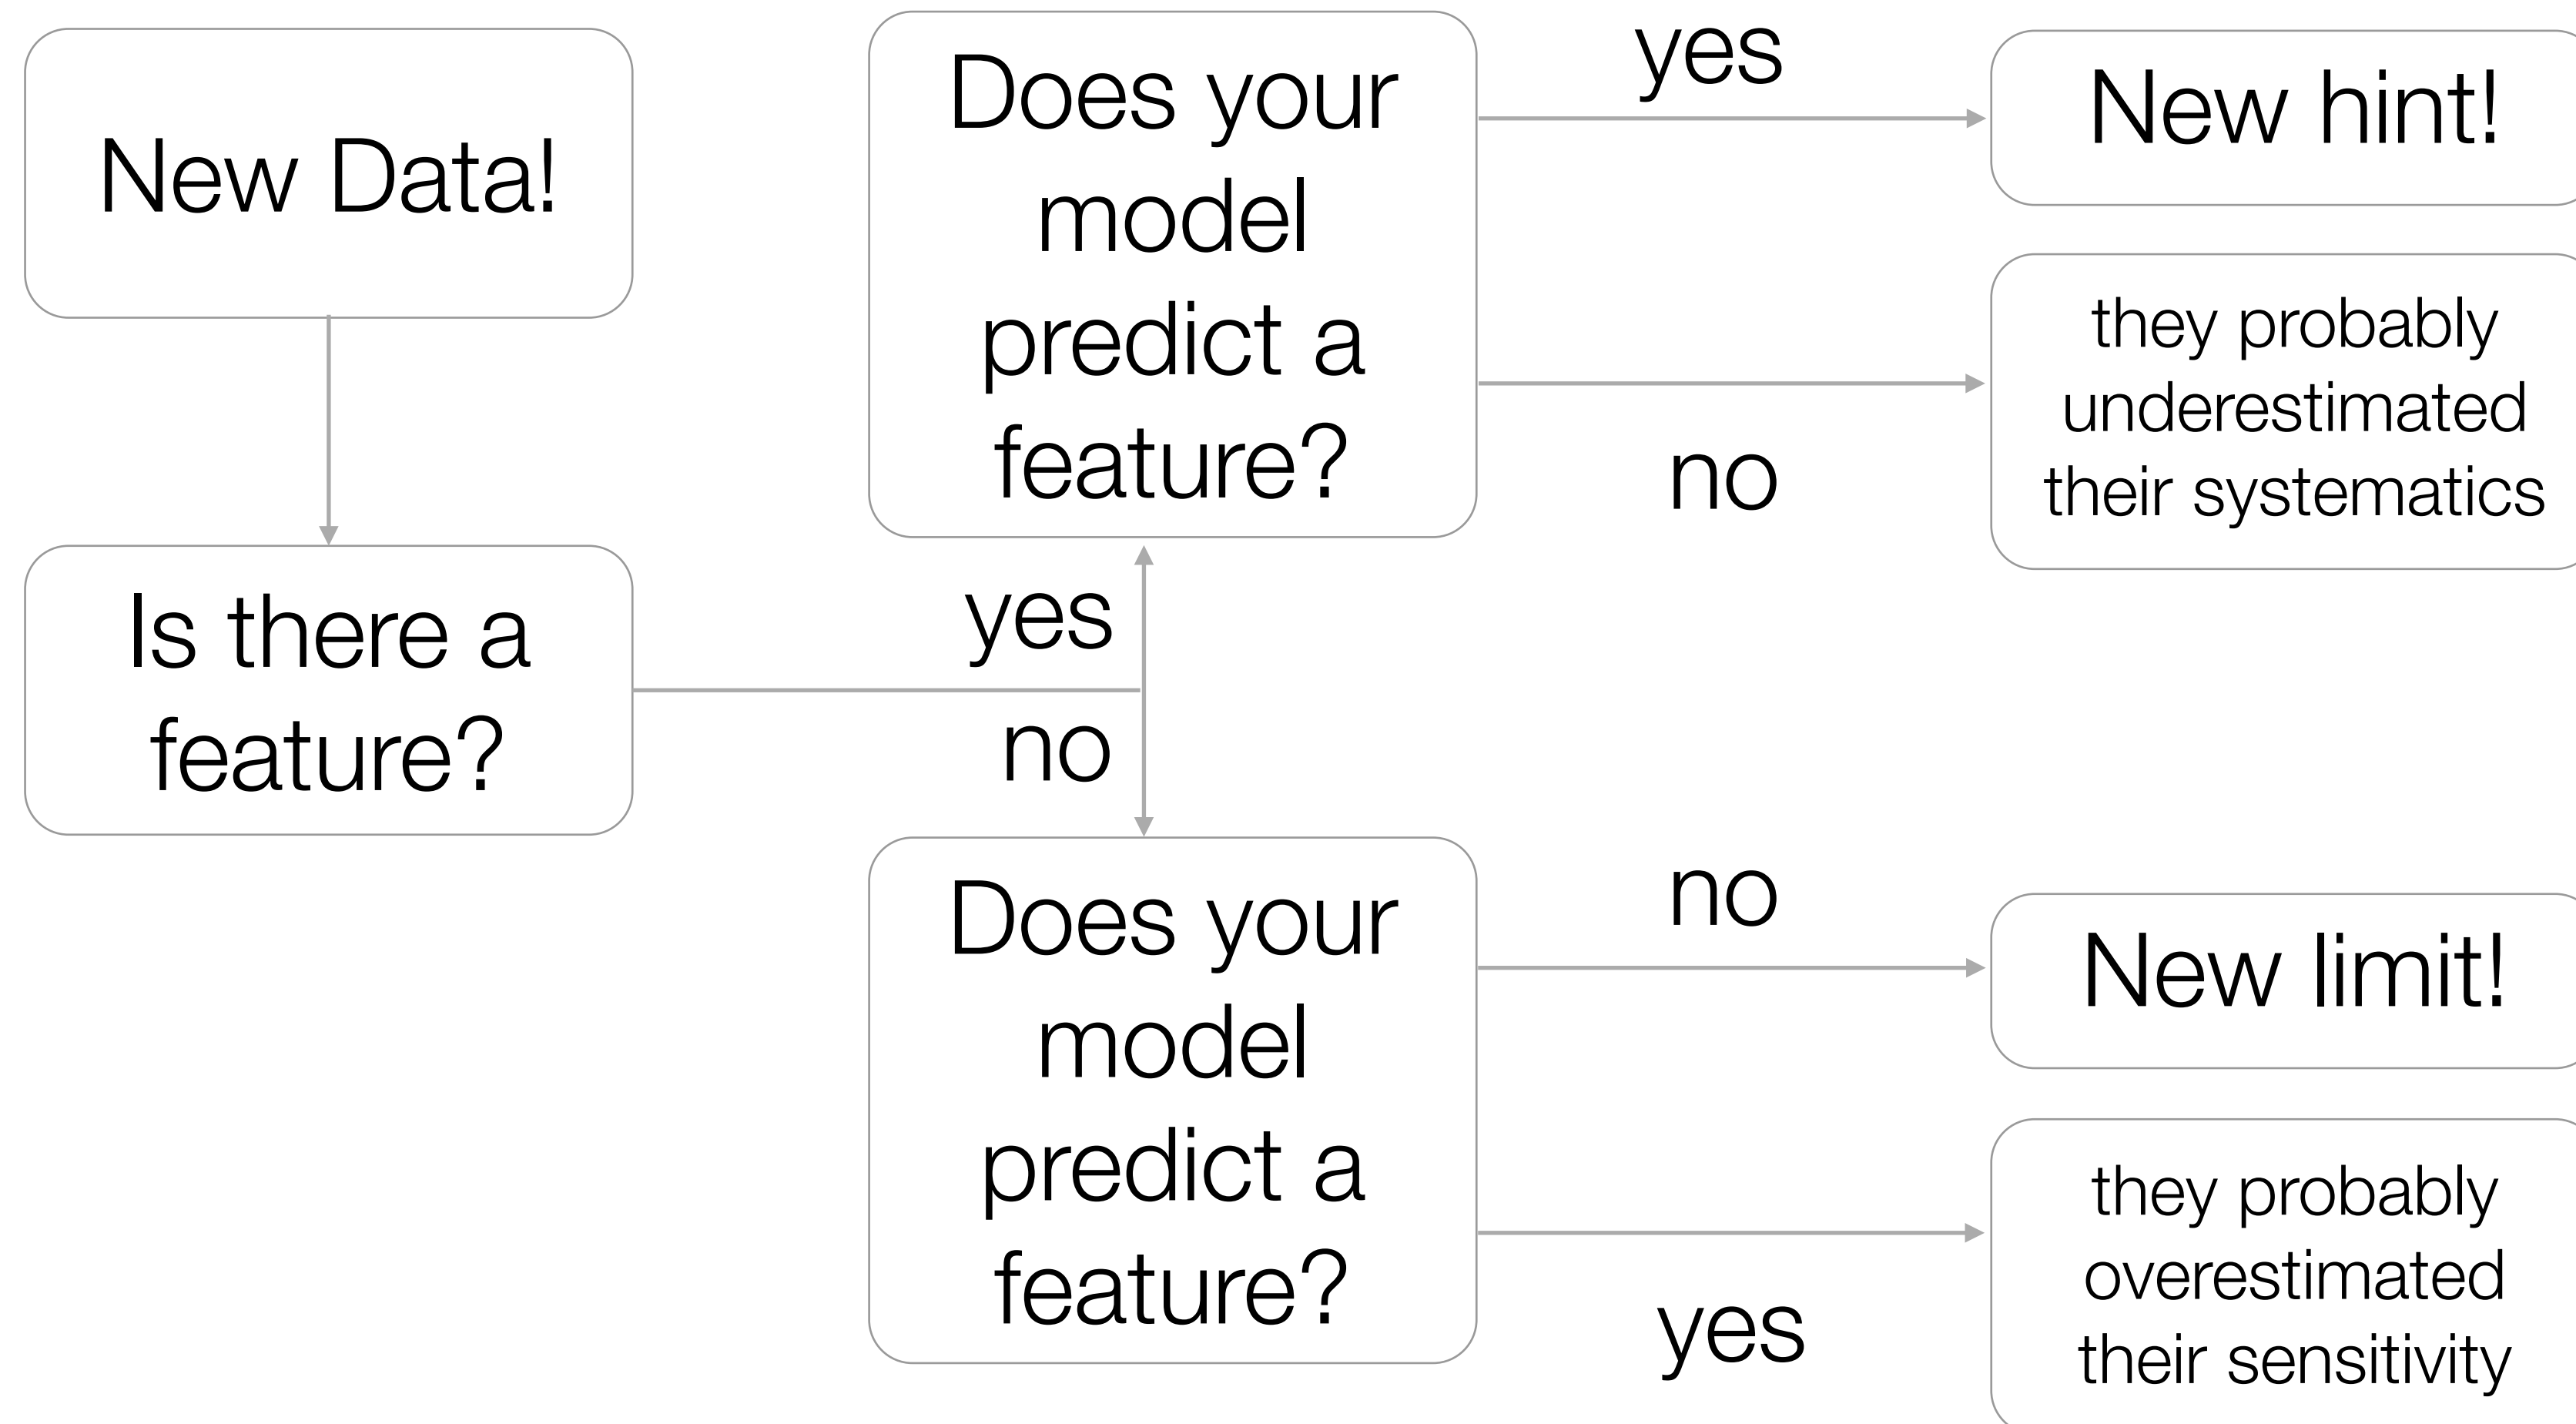 New Data!
Is there a
feature?
yes
no
Does your
model
predict a
feature?
yes
no
New hint!
they probably
underestimated
their systematics
Does your
model
predict a
feature?
no
yes
New limit!
they probably
overestimated
their sensitivity